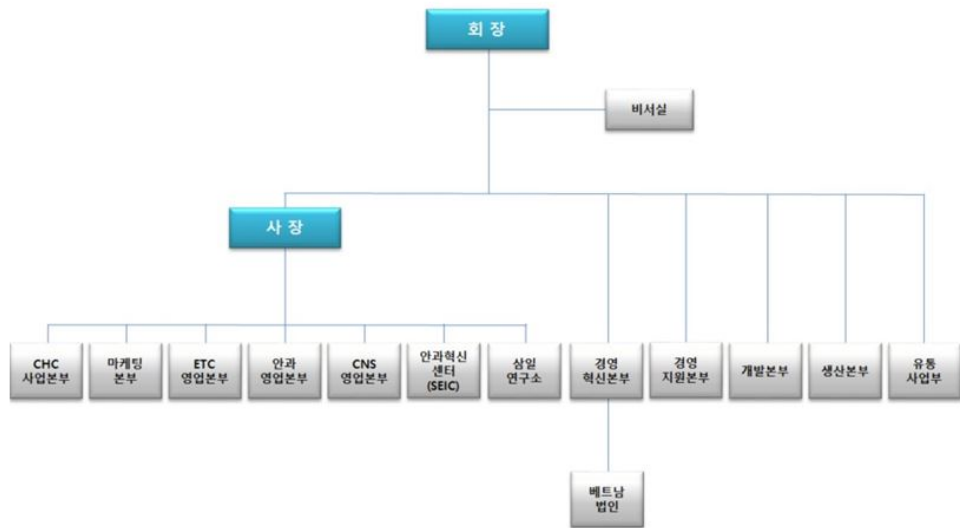 회 장
비서실
사 장
CHC
사업본부
마케팅
본부
ETC
영업본부
안과
영업본부
CNS
영업본부
안과혁신
센터
(SEIC)
삼일
연구소
경영
혁신본부
경영
지원본부
개발본부
생산본부
유통
사업부
베트남
법인